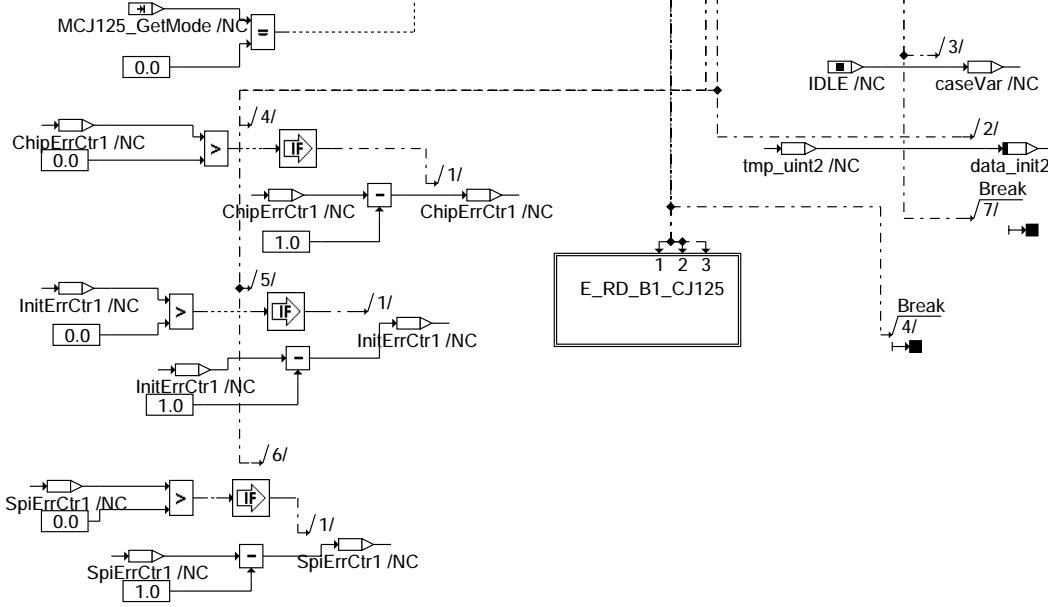 MCJ125_GetMode /NC
=
0.0
3/
IDLE /NC
caseVar /NC
4/
ChipErrCtr1 /NC
>
IF
0.0
2/
tmp_uint2 /NC
data_init2
1/
ChipErrCtr1 /NC
-
ChipErrCtr1 /NC
1.0
Break
7/
1 2 3
E_RD_B1_CJ125
5/
InitErrCtr1 /NC
>
IF
1/
0.0
InitErrCtr1 /NC
Break
4/
InitErrCtr1 /NC
-
1.0
6/
SpiErrCtr1 /NC
>
IF
0.0
1/
SpiErrCtr1 /NC
-
SpiErrCtr1 /NC
1.0